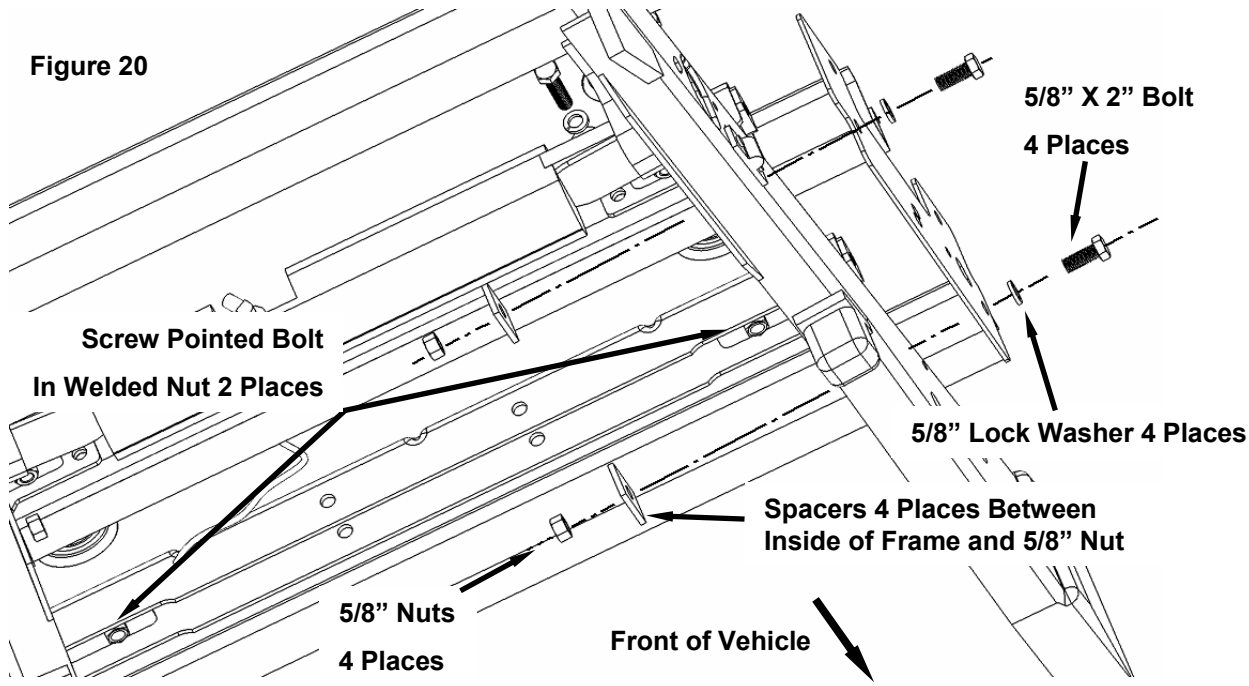 Figure 20
5/8” X 2” Bolt
4 Places
Screw Pointed Bolt
In Welded Nut 2 Places
5/8” Lock Washer 4 Places
Spacers 4 Places Between
Inside of Frame and 5/8” Nut
5/8” Nuts
4 Places
Front of Vehicle